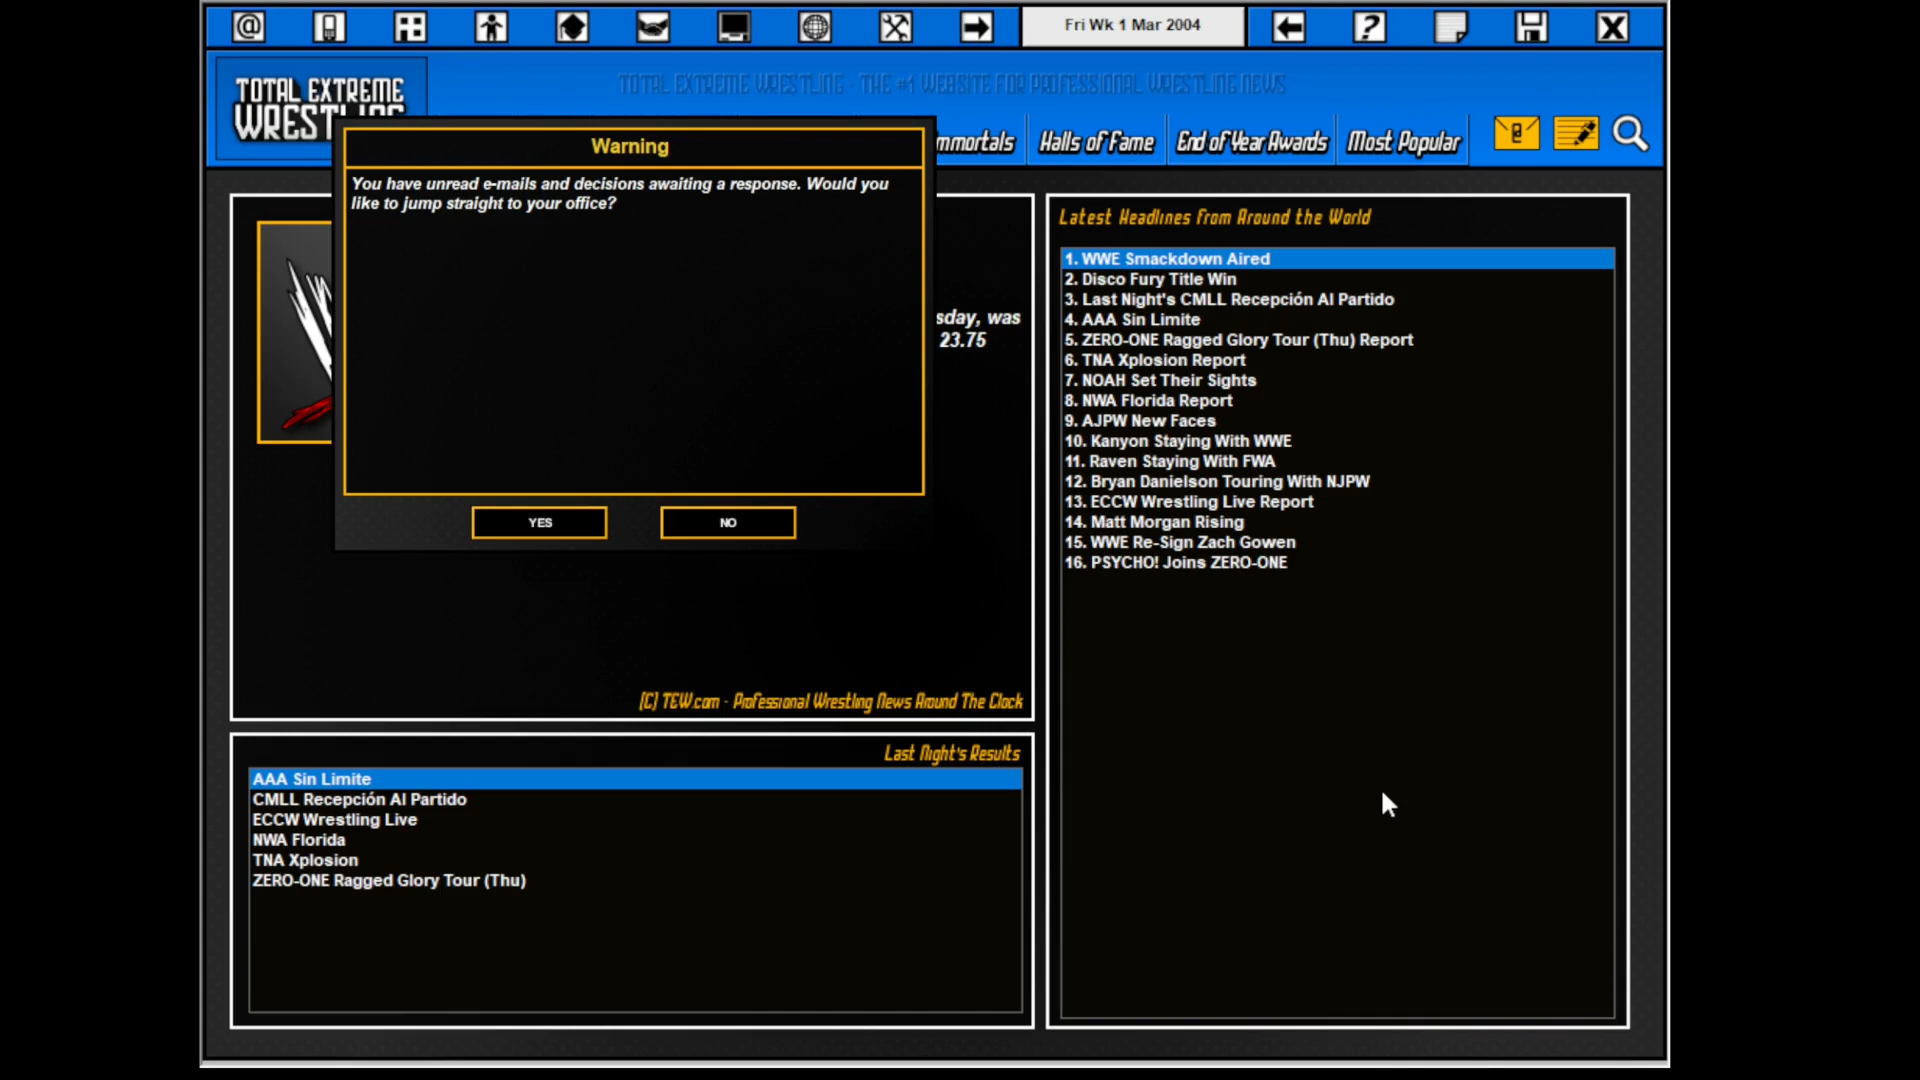 Fri Wk 1 Mar 2004
TOTAL EXTREME WRESTLING - THE #1 WEBSITE FOR PROFESSIONAL WRESTLING NEWS
TOTAL EXTREME
Halls of Fame
End of Year Awards
Most Popular
Warning
You have unread e-mails and decisions awaiting a response. Would you
like to jump straight to your office?
YES
NO
sday, was
23.75
(C) TEW.com - Professional Wrestling News Around The Clock
Latest Headlines From Around the World
1. WWE Smackdown Aired
2. Disco Fury Title Win
3. Last Night's CMLL Recepción Al Partido
4. AAA Sin Limite
5. ZERO-ONE Ragged Glory Tour (Thu) Report
6. TNA Xplosion Report
7. NOAH Set Their Sights
8. NWA Florida Report
9. AJPW New Faces
10. Kanyon Staying With WWE
11. Raven Staying With FWA
12. Bryan Danielson Touring With NJPW
13. ECCW Wrestling Live Report
14. Matt Morgan Rising
15. WWE Re-Sign Zach Gowen
16. PSYCHO! Joins ZERO-ONE
Last Night's Results
AAA Sin Limite
CMLL Recepción Al Partido
ECCW Wrestling Live
NWA Florida
TNA Xplosion
ZERO-ONE Ragged Glory Tour (Thu)